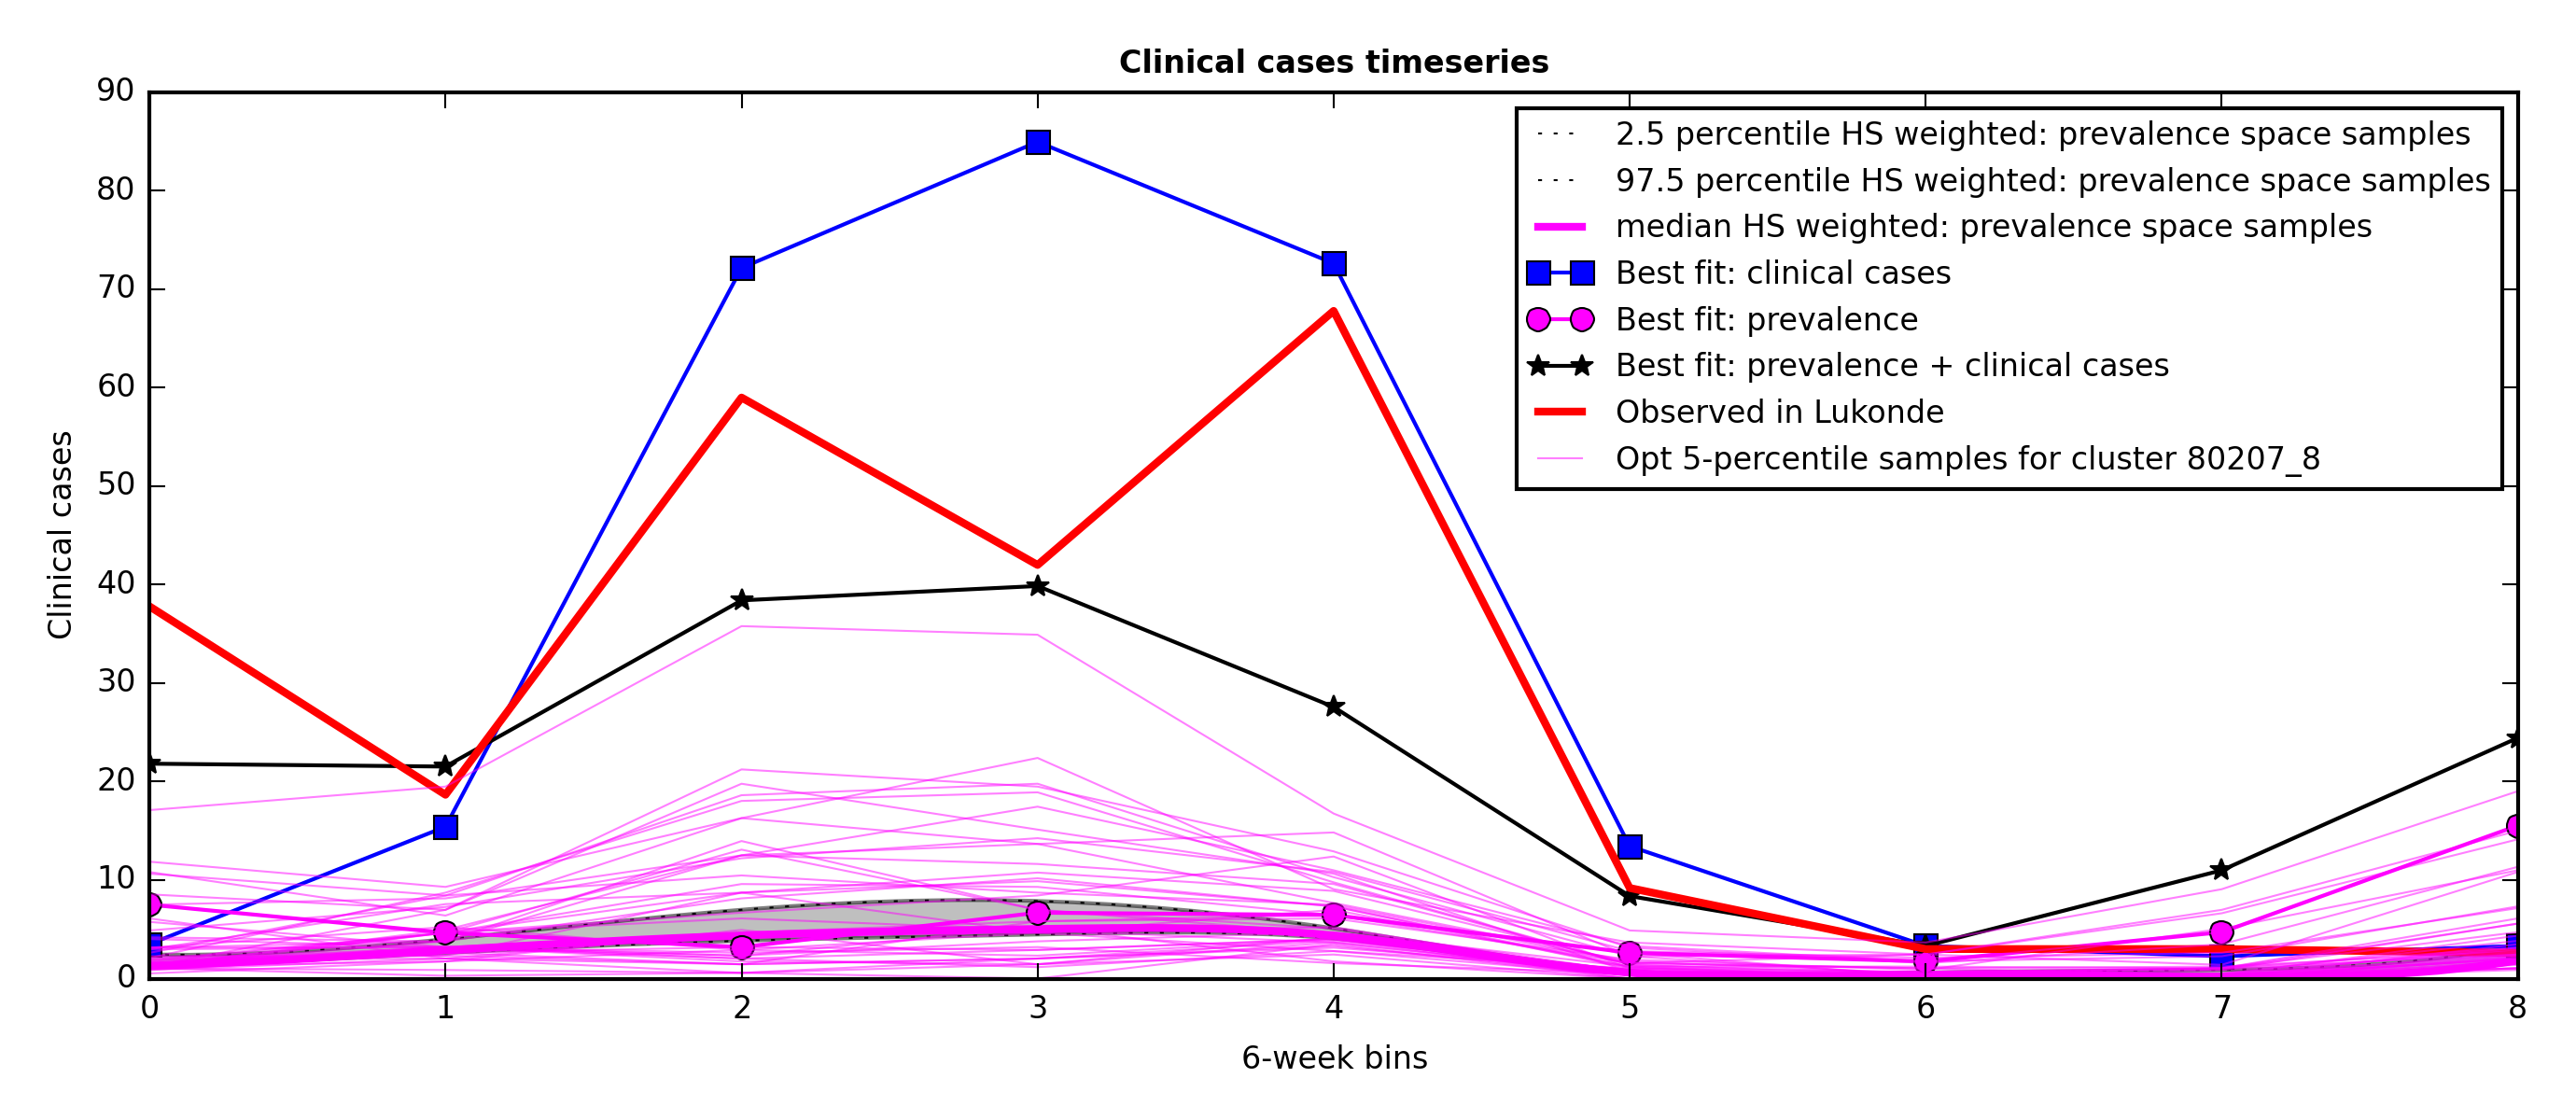 Clinical cases timeseries
90
80
70
60
50
40
30
20
10
0
Clinical cases
2.5 percentile HS weighted: prevalence space samples
97.5 percentile HS weighted: prevalence space samples
median HS weighted: prevalence space samples
Best fit: clinical cases
Best fit: prevalence
Best fit: prevalence + clinical cases
Observed in Lukonde
Opt 5-percentile samples for cluster 80207_8
0 1 2 3 4 5 6 7 8
6-week bins